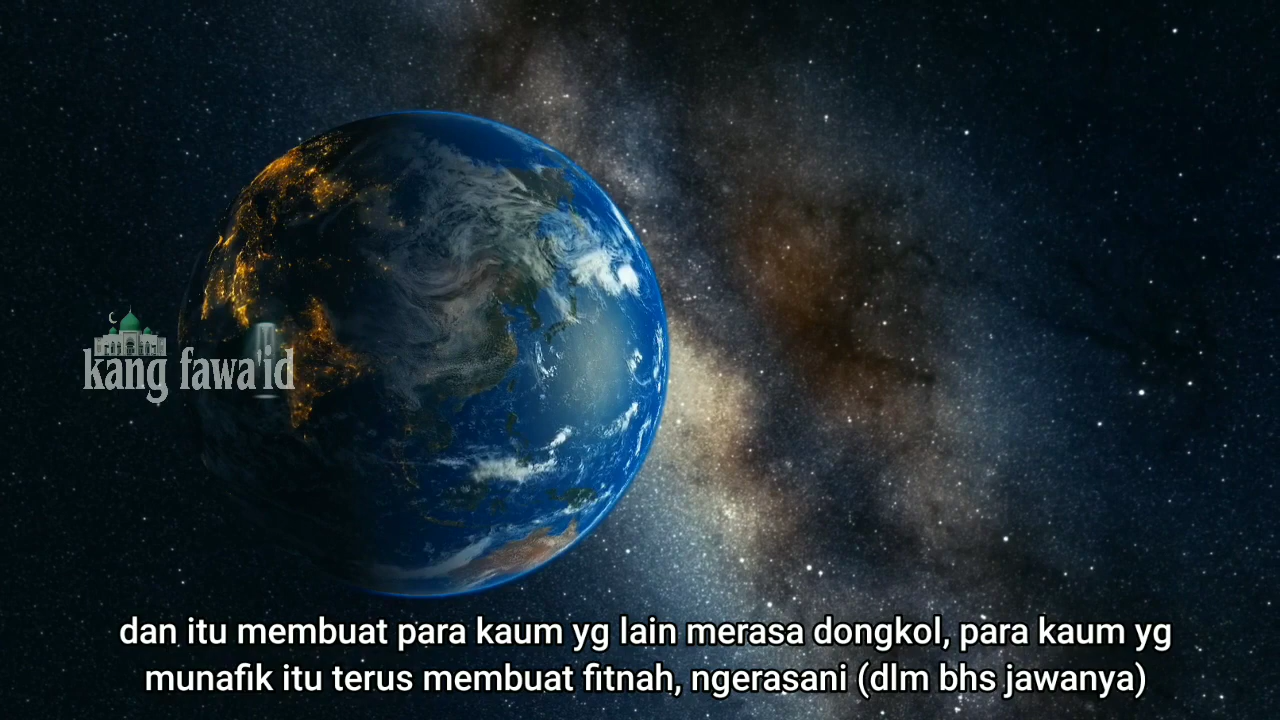 kang fawa'id
dan itu membuat para kaum yg lain merasa dongkol, para kaum yg
munafik itu terus membuat fitnah, ngerasani (dlm bhs jawanya)